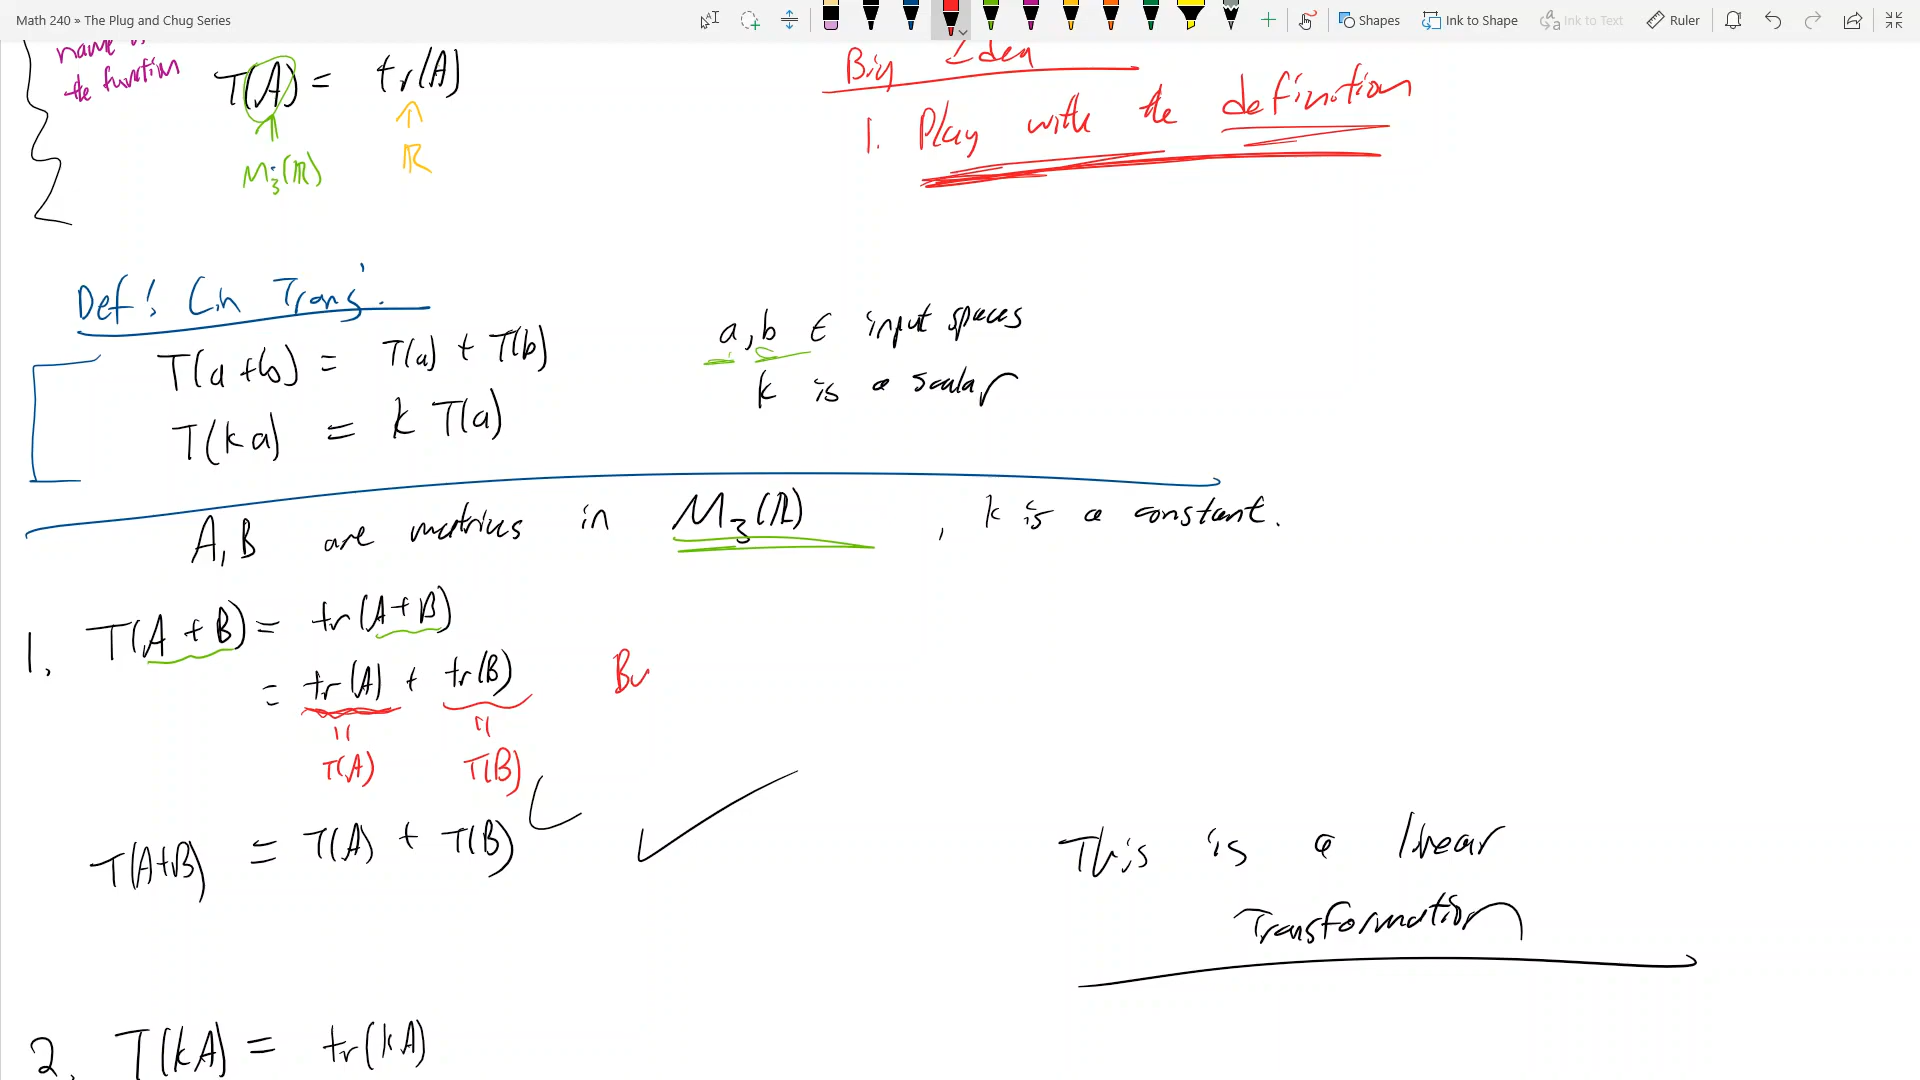 Math 240 » The Plug and Chug Series
Shapes
Ink to Shape
Ink to Text
Ruler
name
the function
T(A) = tr(A)
M₃(ℝ)
ℝ
Big Idea
1. Play with the definition
Def! Lin Trans.
T(a+b) = T(a) + T(b)
T(ka) = k T(a)
a, b ∈ input spaces
k is a scalar
A, B are matrices in M₃(ℝ), k is a constant.
1. T(A+B) = tr(A+B)
= tr(A) + tr(B)
Bu
T(A)
T(B)
T(A+B) = T(A) + T(B)
This is a linear
Transformation
2. T(kA) = tr(kA)